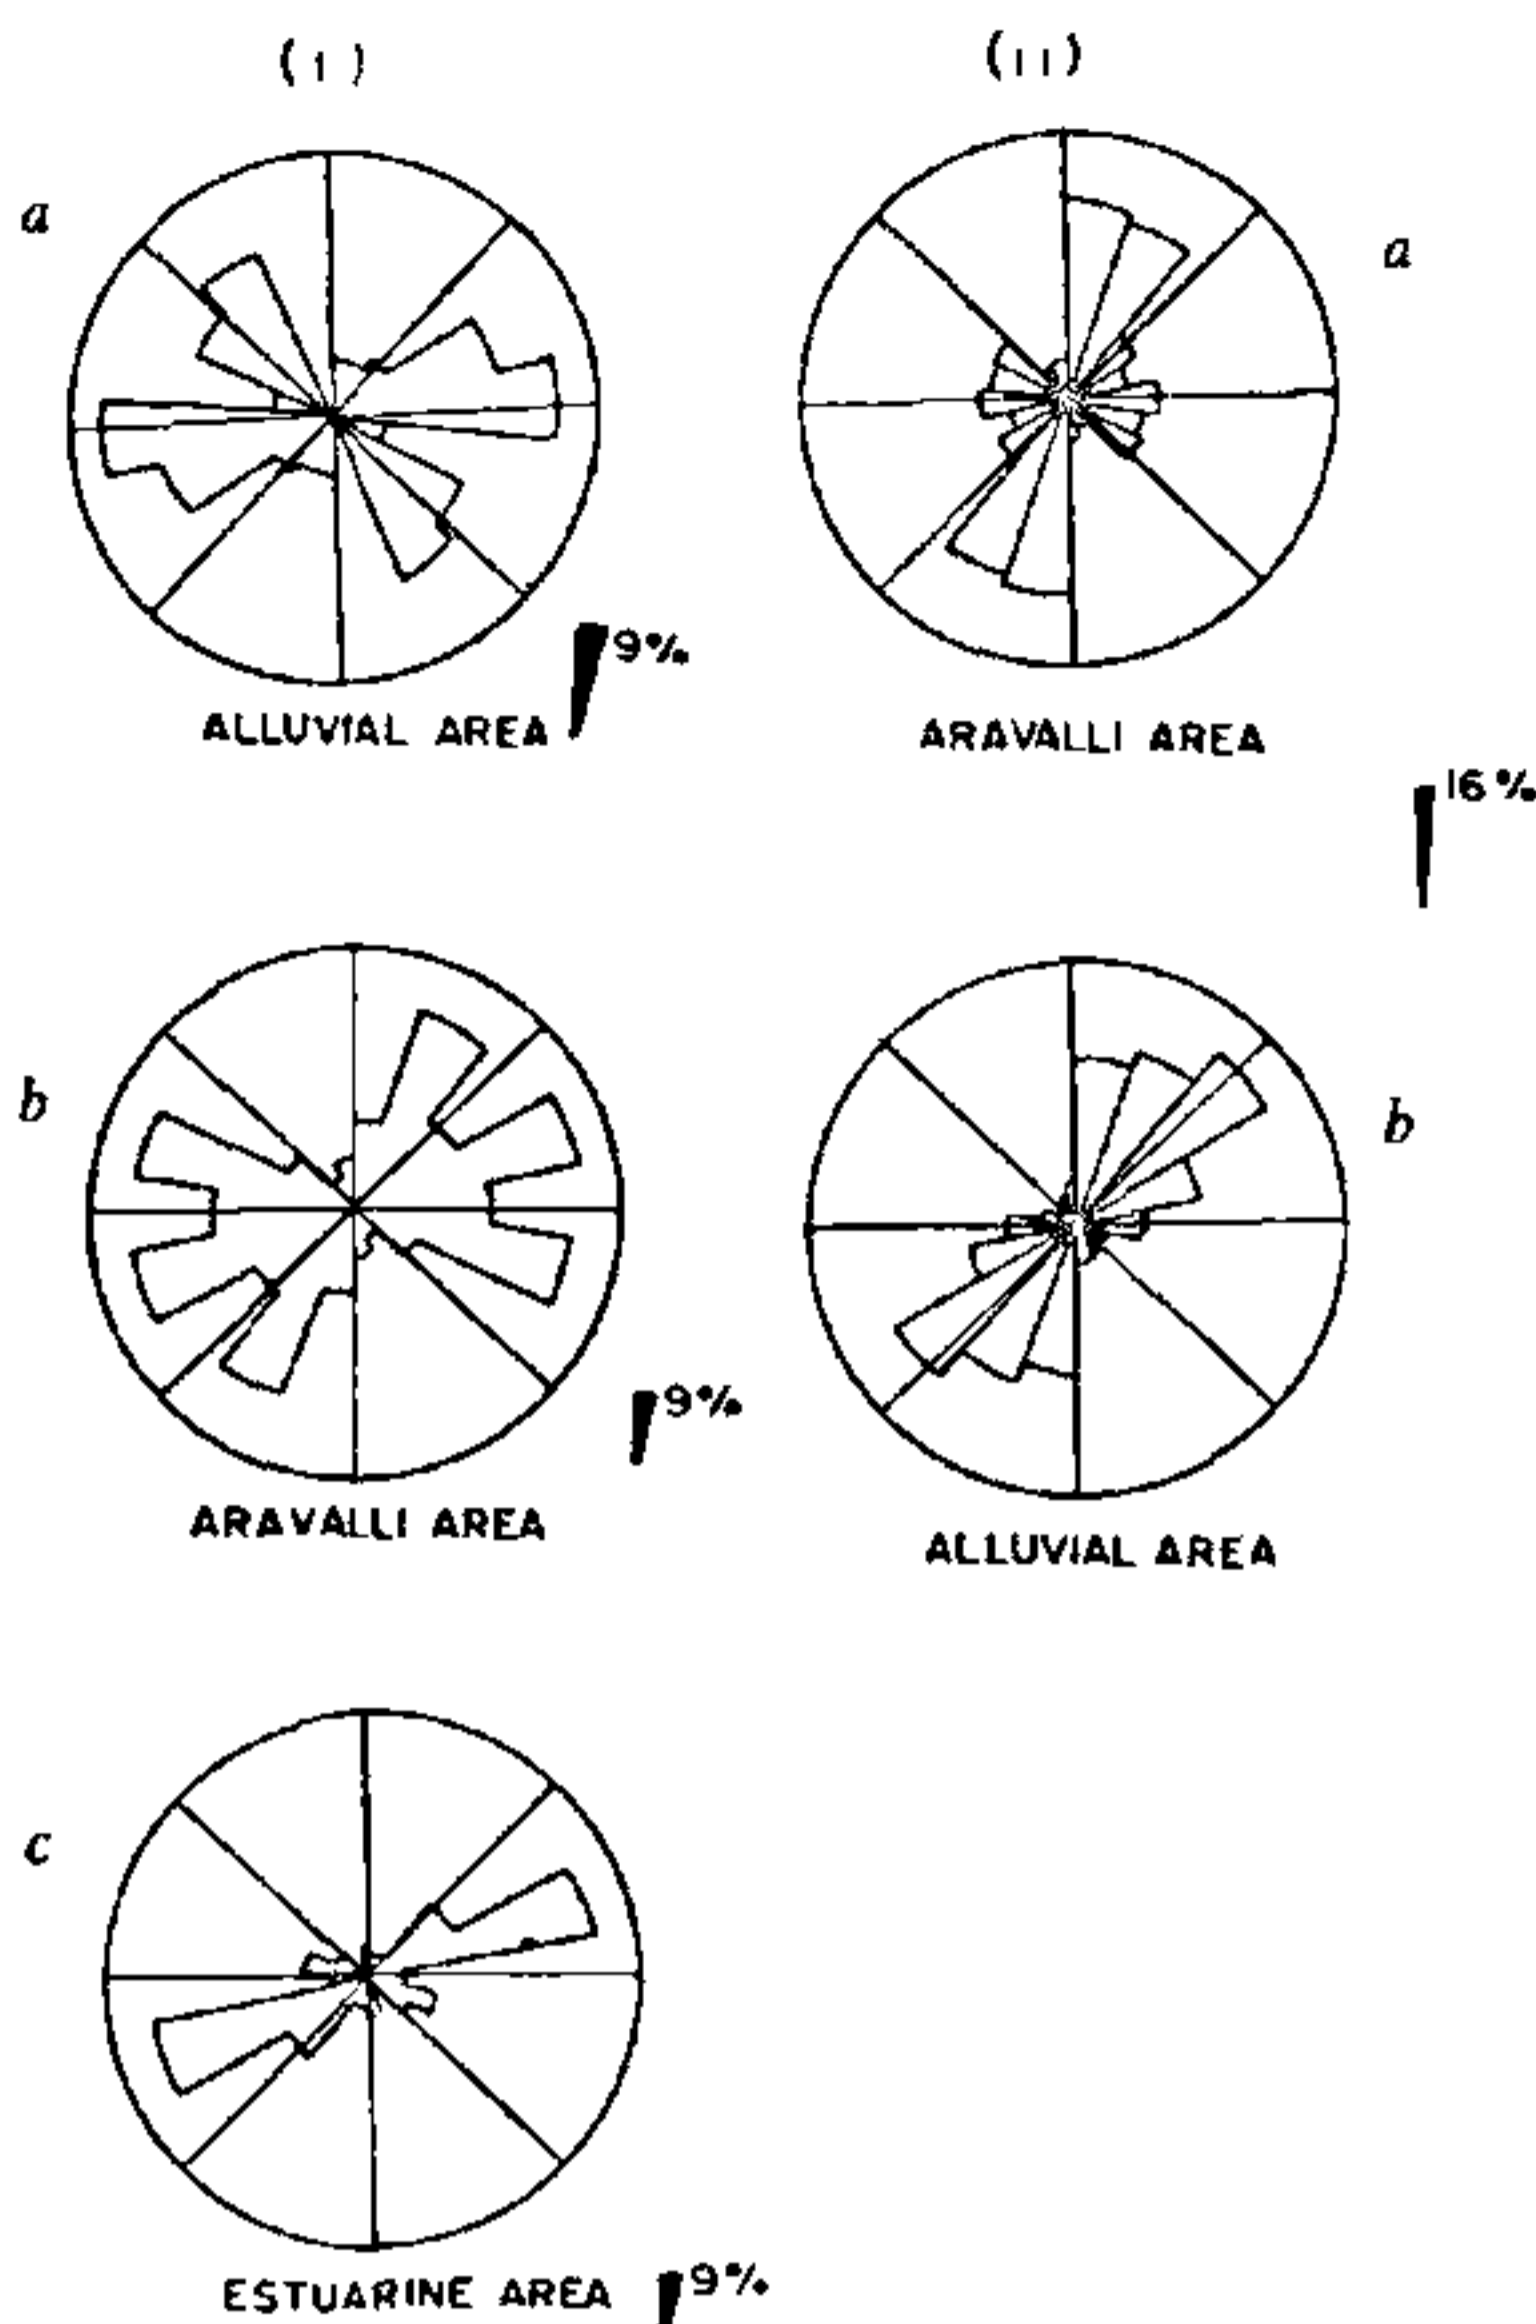 (i) (ii)
a a
9%
ALLUVIAL AREA ARAVALLI AREA
16%
b b
9%
ARAVALLI AREA ALLUVIAL AREA
c
ESTUARINE AREA 9%